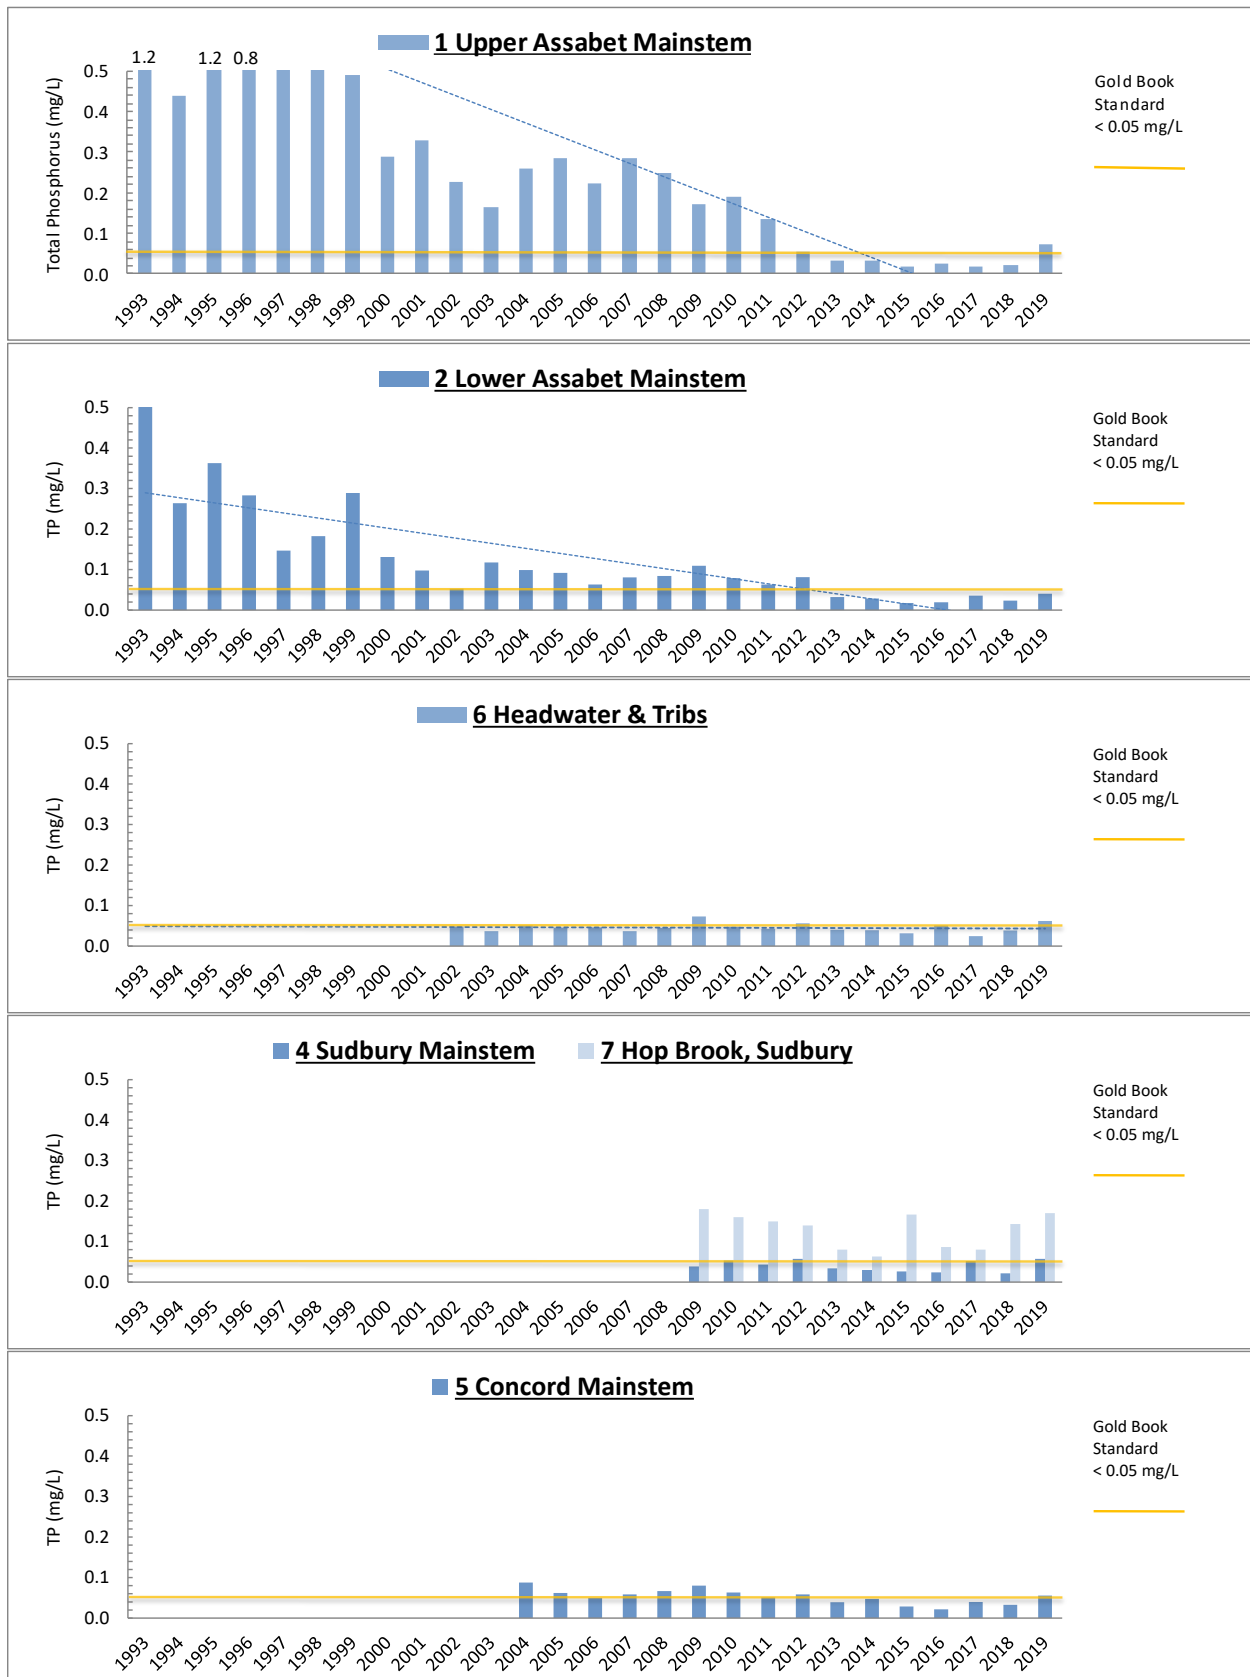 1 Upper Assabet Mainstem
1.2 1.2 0.8
Total Phosphorus (mg/L)
0.5
0.4
0.3
0.2
0.1
0.0
Gold Book
Standard
< 0.05 mg/L
1993 1994 1995 1996 1997 1998 1999 2000 2001 2002 2003 2004 2005 2006 2007 2008 2009 2010 2011 2012 2013 2014 2015 2016 2017 2018 2019
2 Lower Assabet Mainstem
TP (mg/L)
0.5
0.4
0.3
0.2
0.1
0.0
Gold Book
Standard
< 0.05 mg/L
1993 1994 1995 1996 1997 1998 1999 2000 2001 2002 2003 2004 2005 2006 2007 2008 2009 2010 2011 2012 2013 2014 2015 2016 2017 2018 2019
6 Headwater & Tribs
TP (mg/L)
0.5
0.4
0.3
0.2
0.1
0.0
Gold Book
Standard
< 0.05 mg/L
1993 1994 1995 1996 1997 1998 1999 2000 2001 2002 2003 2004 2005 2006 2007 2008 2009 2010 2011 2012 2013 2014 2015 2016 2017 2018 2019
4 Sudbury Mainstem 7 Hop Brook, Sudbury
TP (mg/L)
0.5
0.4
0.3
0.2
0.1
0.0
Gold Book
Standard
< 0.05 mg/L
1993 1994 1995 1996 1997 1998 1999 2000 2001 2002 2003 2004 2005 2006 2007 2008 2009 2010 2011 2012 2013 2014 2015 2016 2017 2018 2019
5 Concord Mainstem
TP (mg/L)
0.5
0.4
0.3
0.2
0.1
0.0
Gold Book
Standard
< 0.05 mg/L
1993 1994 1995 1996 1997 1998 1999 2000 2001 2002 2003 2004 2005 2006 2007 2008 2009 2010 2011 2012 2013 2014 2015 2016 2017 2018 2019